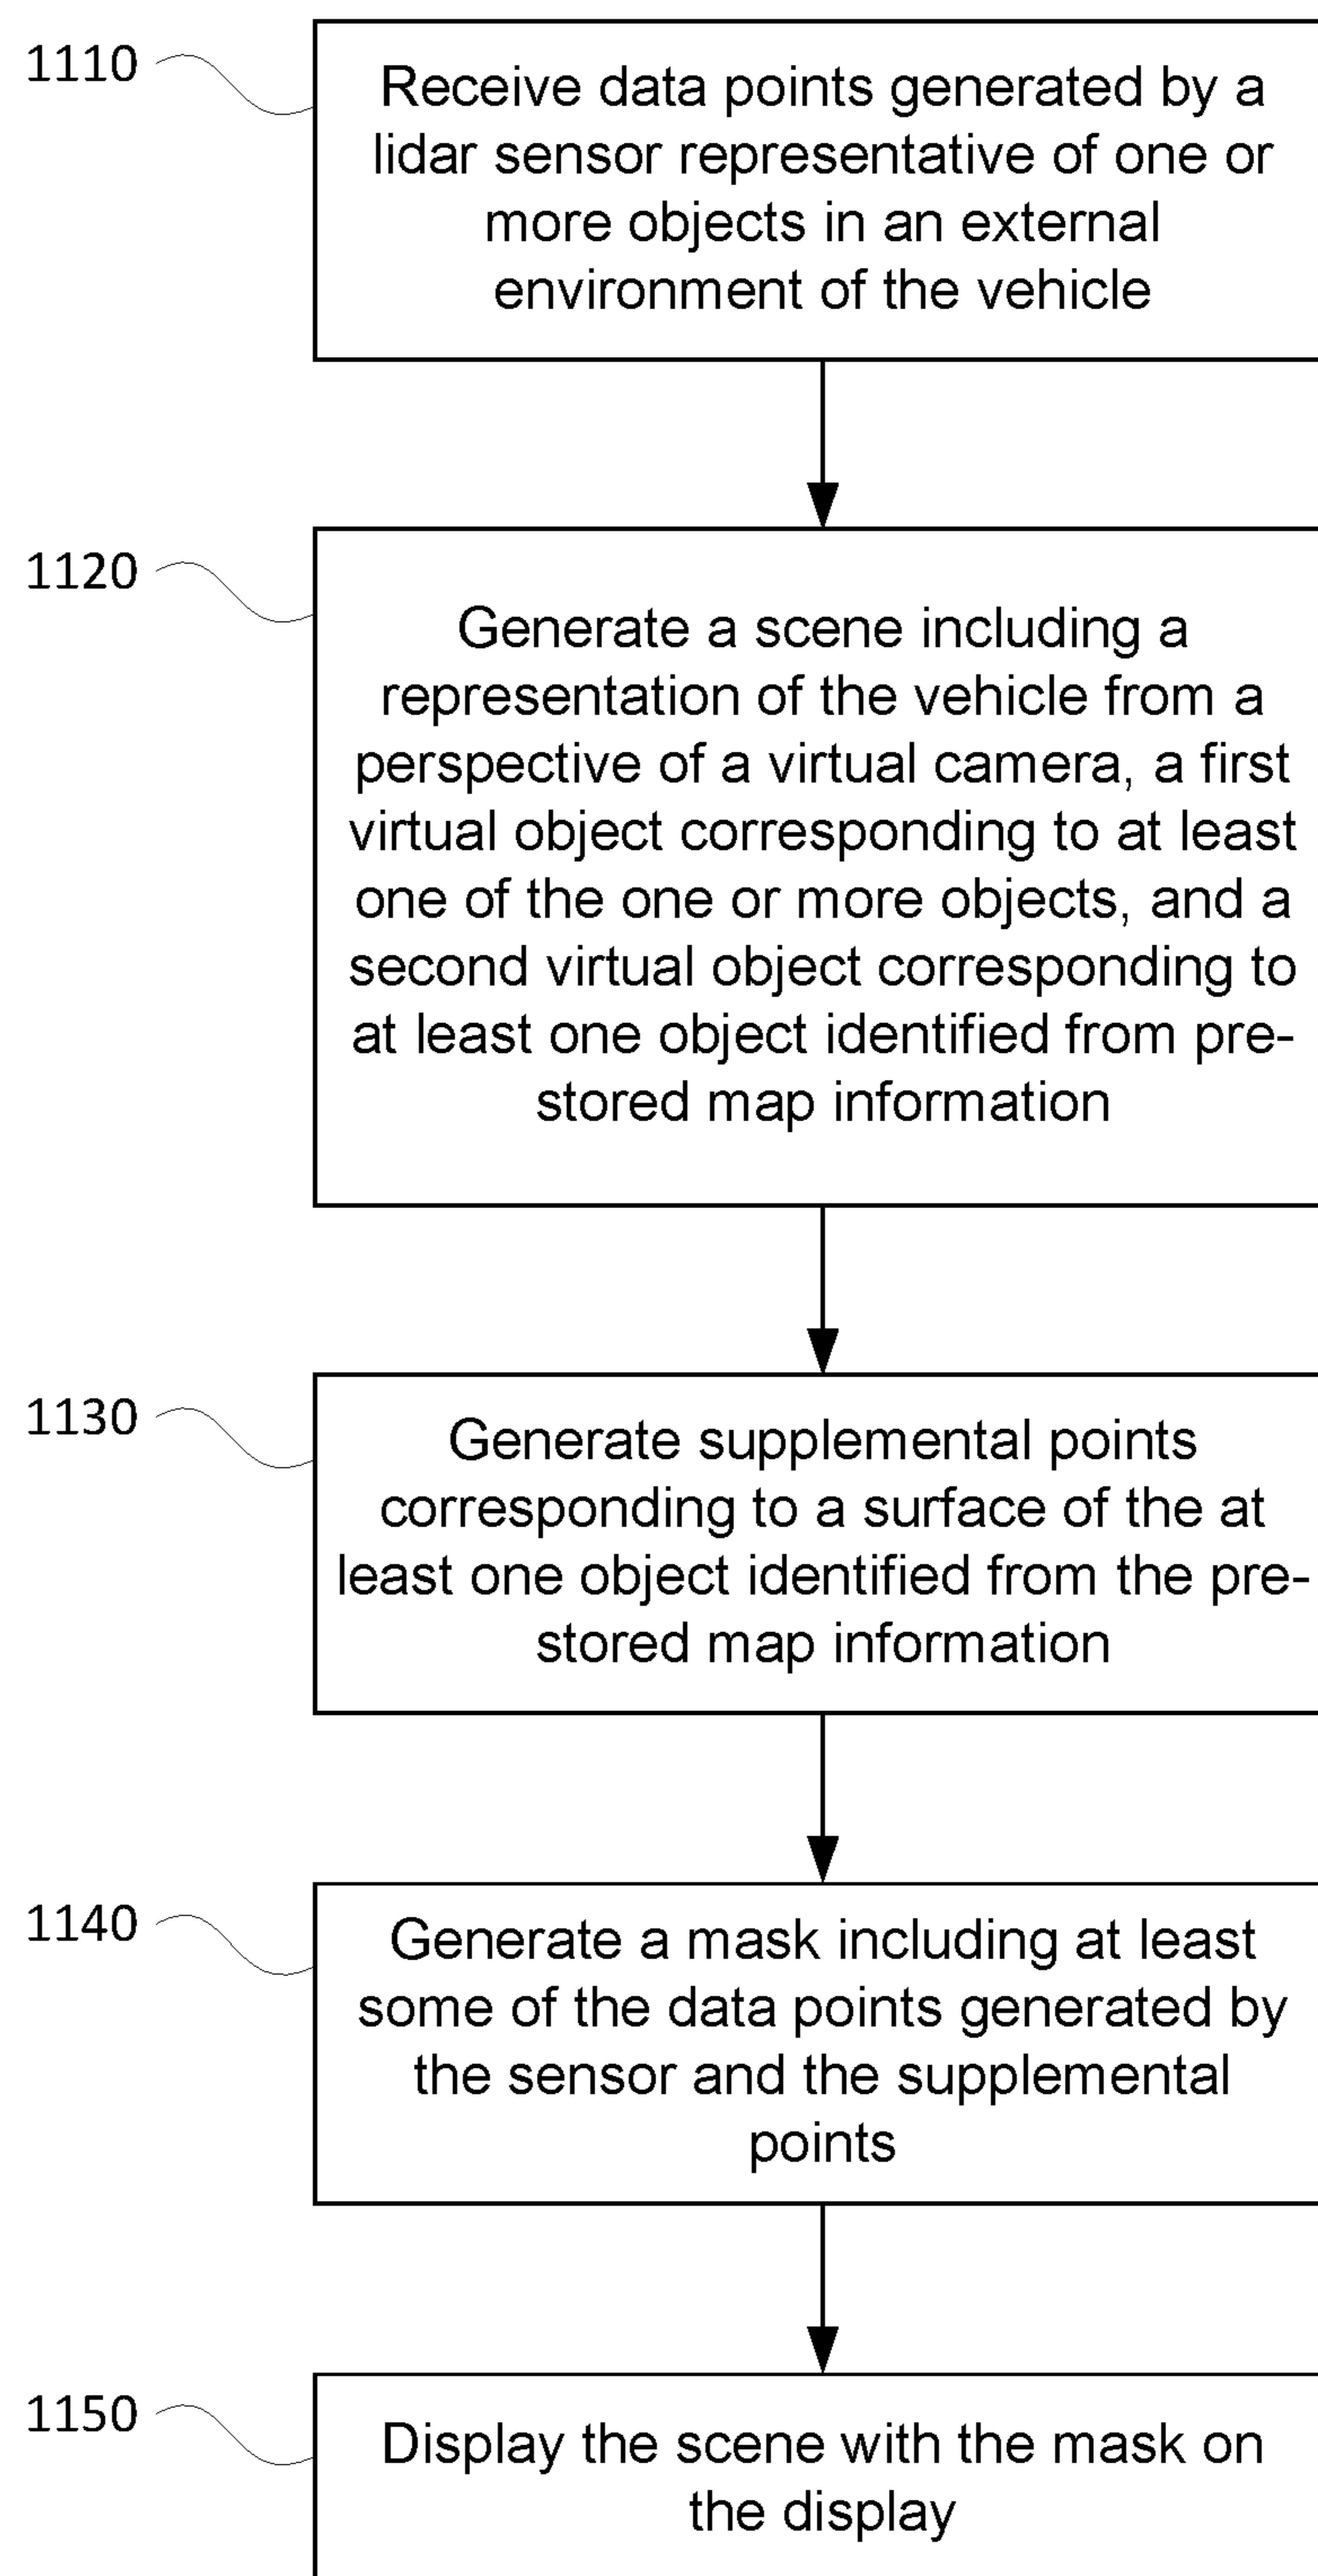 1110
Receive data points generated by a
lidar sensor representative of one or
more objects in an external
environment of the vehicle
1120
Generate a scene including a
representation of the vehicle from a
perspective of a virtual camera, a first
virtual object corresponding to at least
one of the one or more objects, and a
second virtual object corresponding to
at least one object identified from pre-
stored map information
1130
Generate supplemental points
corresponding to a surface of the at
least one object identified from the pre-
stored map information
1140
Generate a mask including at least
some of the data points generated by
the sensor and the supplemental
points
1150
Display the scene with the mask on
the display